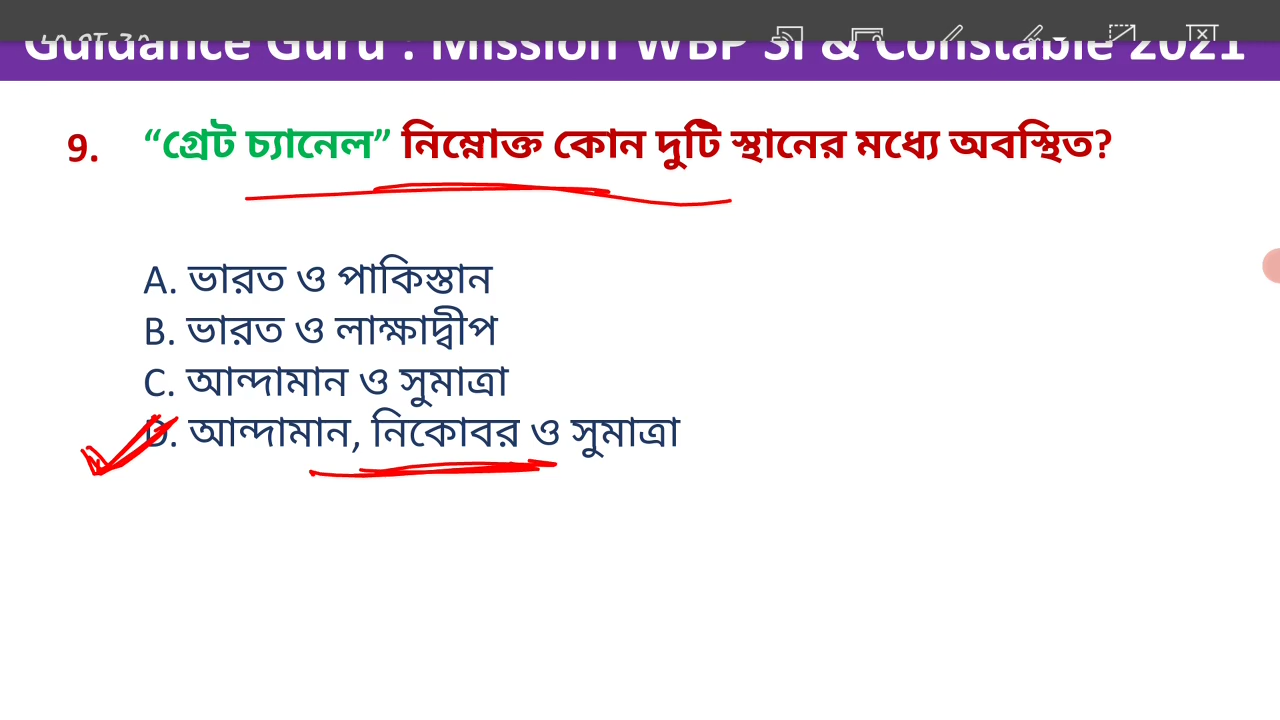 Guidance Guru : Mission WBP SI & Constable 2021
9. “গ্রেট চ্যানেল” নিম্নোক্ত কোন দুটি স্থানের মধ্যে অবস্থিত?
A. ভারত ও পাকিস্তান
B. ভারত ও লাক্ষাদ্বীপ
C. আন্দামান ও সুমাত্রা
D. আন্দামান, নিকোবর ও সুমাত্রা